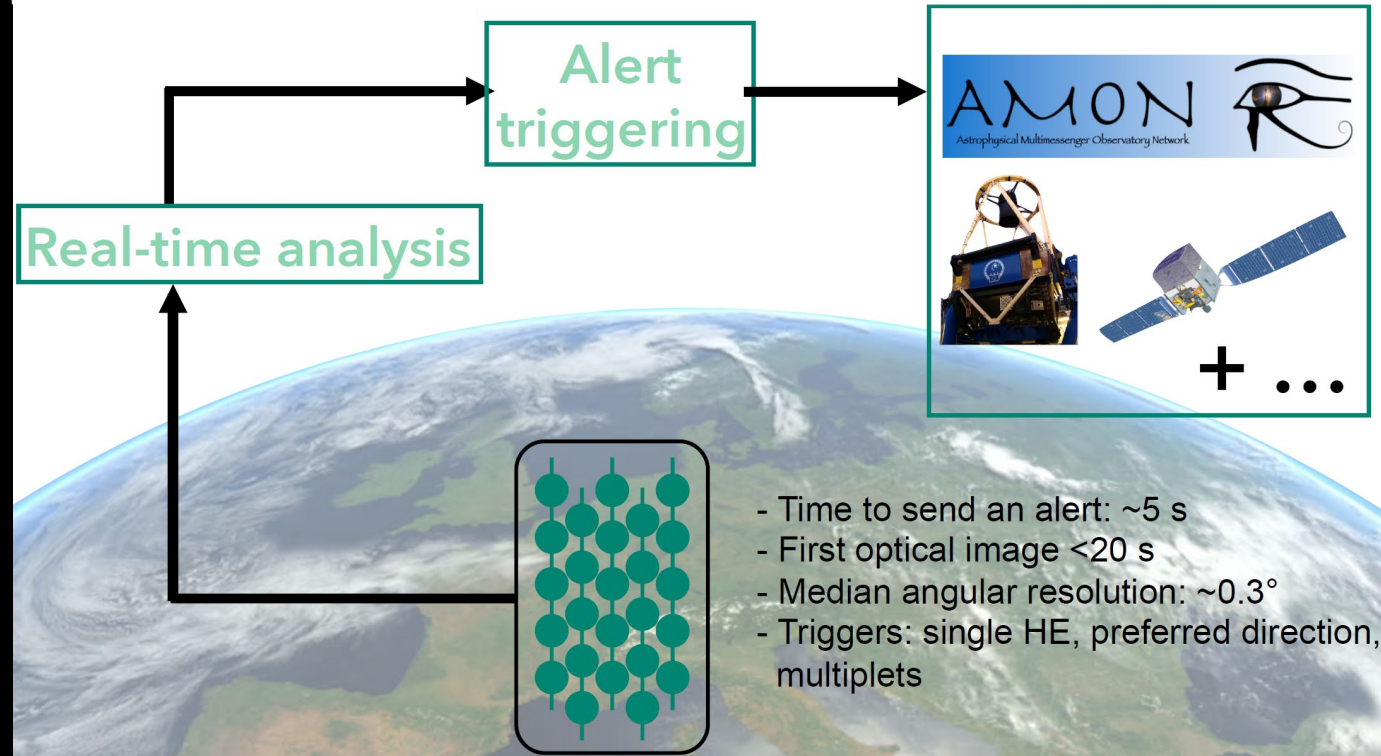 Alert
triggering
AMON
Astrophysical Multimessenger Observatory Network
Real-time analysis
+ ...
- Time to send an alert: ~5 s
- First optical image <20 s
- Median angular resolution: ~0.3°
- Triggers: single HE, preferred direction,
multiplets